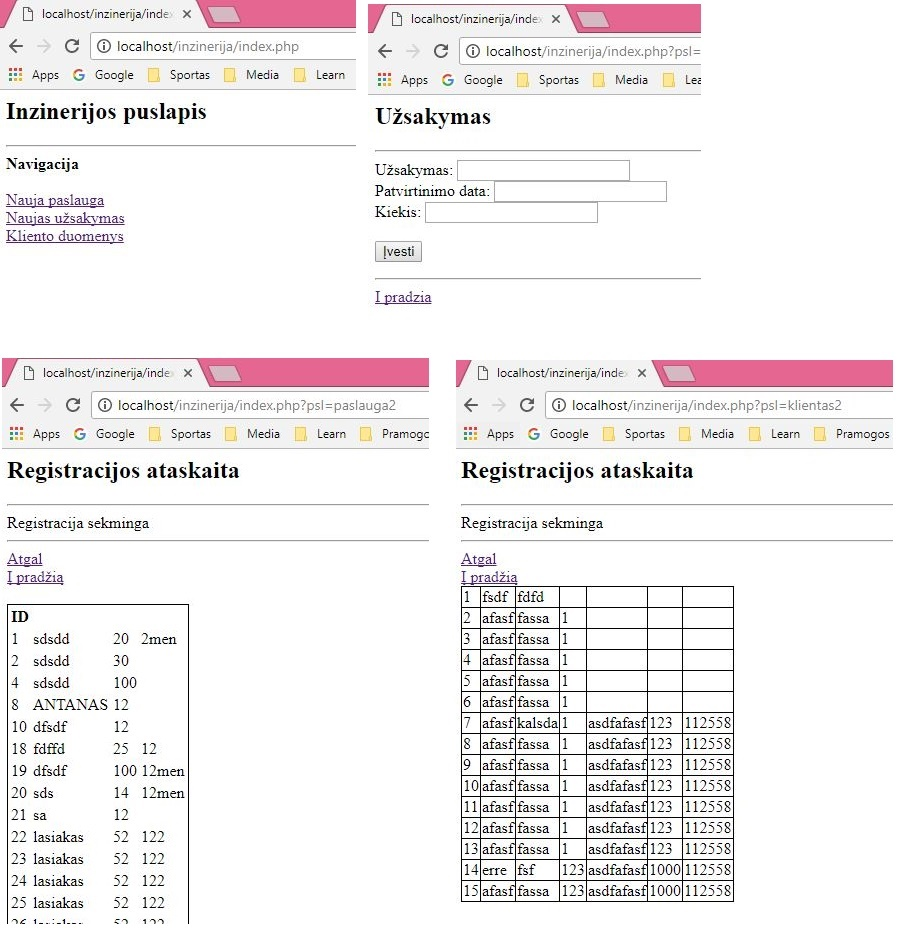 localhost/inzinerija/index
localhost/inzinerija/index.php
Apps Google Sportas Media Learn
Inzinerijos puslapis
Navigacija
Nauja paslauga
Naujas užsakymas
Kliento duomenys
localhost/inzinerija/index
localhost/inzinerija/index.php?psl=
Apps Google Sportas Media Lea
Užsakymas
Užsakymas:
Patvirtinimo data:
Kiekis:
Įvesti
Į pradzia
localhost/inzinerija/inde
localhost/inzinerija/index.php?psl=paslauga2
Apps Google Sportas Media Learn Pramogo
Registracijos ataskaita
Registracija sekminga
Atgal
Į pradžią
ID
1 sdsdd 20 2men
2 sdsdd 30
4 sdsdd 100
8 ANTANAS 12
10 dfsdf 12
18 fdffd 25 12
19 dfsdf 100 12men
20 sds 14 12men
21 sa 12
22 lasiakas 52 122
23 lasiakas 52 122
24 lasiakas 52 122
25 lasiakas 52 122
26 lasiakas 52 122
localhost/inzinerija/inde
localhost/inzinerija/index.php?psl=klientas2
Apps Google Sportas Media Learn Pramogos
Registracijos ataskaita
Registracija sekminga
Atgal
Į pradžią
1 fsdf fdfd
2 afasf fassa 1
3 afasf fassa 1
4 afasf fassa 1
5 afasf fassa 1
6 afasf fassa 1
7 afasf kalsda 1 asdfafasf 123 112558
8 afasf fassa 1 asdfafasf 123 112558
9 afasf fassa 1 asdfafasf 123 112558
10 afasf fassa 1 asdfafasf 123 112558
11 afasf fassa 1 asdfafasf 123 112558
12 afasf fassa 1 asdfafasf 123 112558
13 afasf fassa 1 asdfafasf 123 112558
14 erre fsf 123 asdfafasf 1000 112558
15 afasf fassa 123 asdfafasf 1000 112558